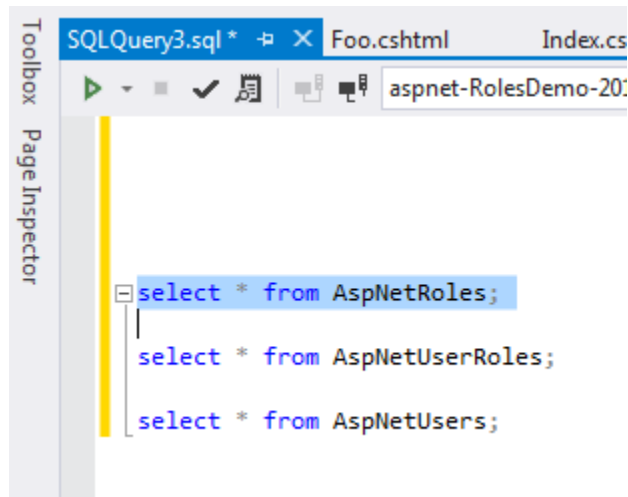 Toolbox
Page Inspector
SQLQuery3.sql* Foo.cshtml Index.cs
aspnet-RolesDemo-201
select * from AspNetRoles;
select * from AspNetUserRoles;
select * from AspNetUsers;